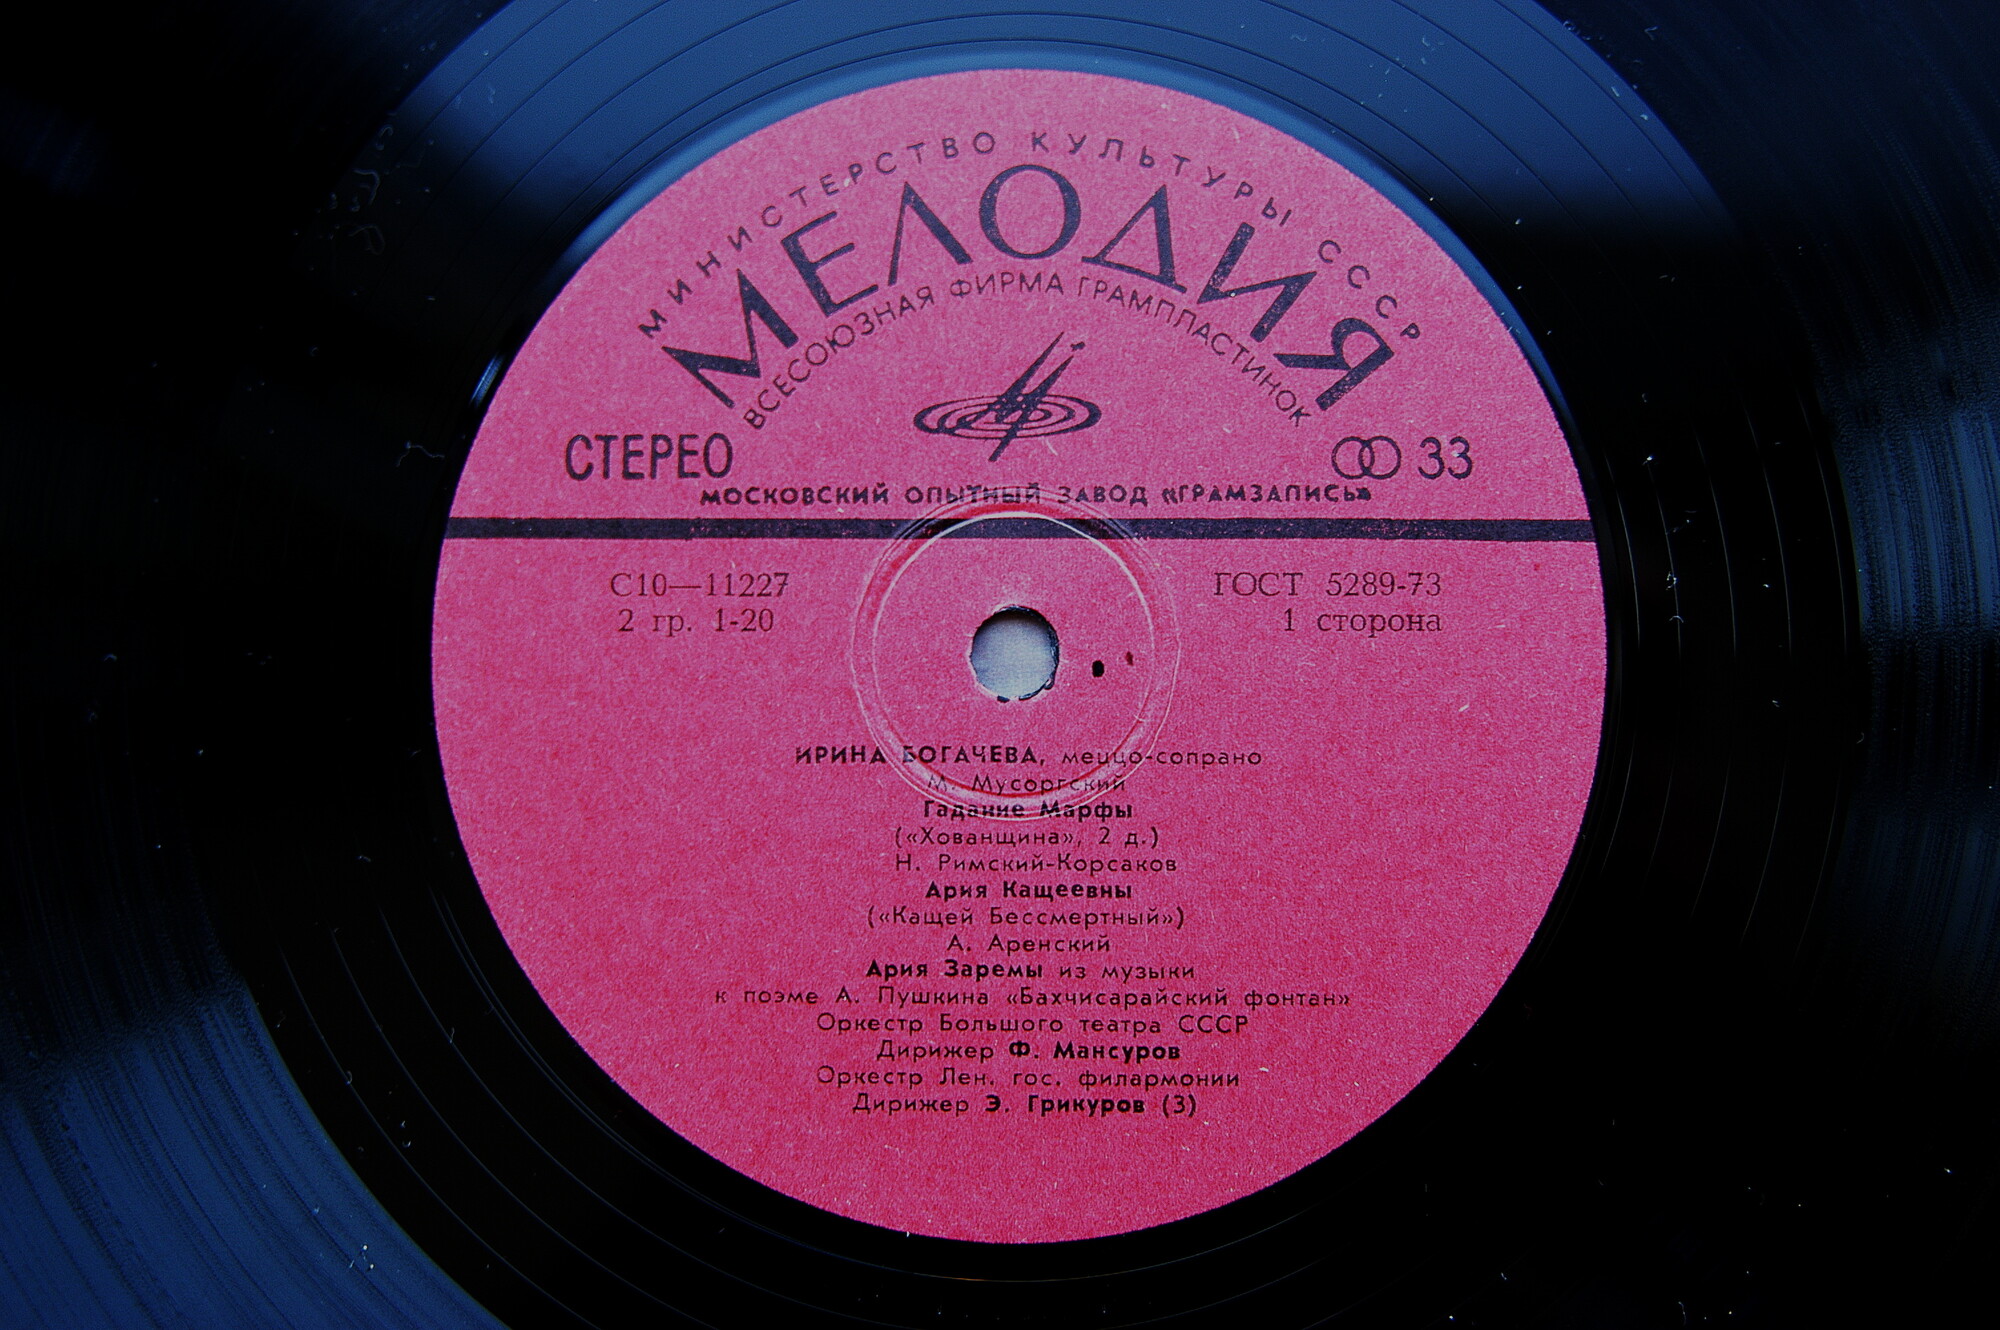 МИНИСТЕРСТВО КУЛЬТУРЫ СССР
МЕЛОДИЯ
ВСЕСОЮЗНАЯ ФИРМА ГРАМПЛАСТИНОК
СТЕРЕО 33
МОСКОВСКИЙ ОПЫТНЫЙ ЗАВОД «ГРАМЗАПИСЬ»
С10—11227 ГОСТ 5289-73
2 гр. 1-20 1 сторона
ИРИНА БОГАЧЕВА, меццо-сопрано
М. Мусоргский
Гадание Марфы
(«Хованщина», 2 д.)
Н. Римский-Корсаков
Ария Кащеевны
(«Кащей Бессмертный»)
А. Аренский
Ария Заремы из музыки
к поэме А. Пушкина «Бахчисарайский фонтан»
Оркестр Большого театра СССР
Дирижер Ф. Мансуров
Оркестр Лен. гос. филармонии
Дирижер Э. Грикуров (3)